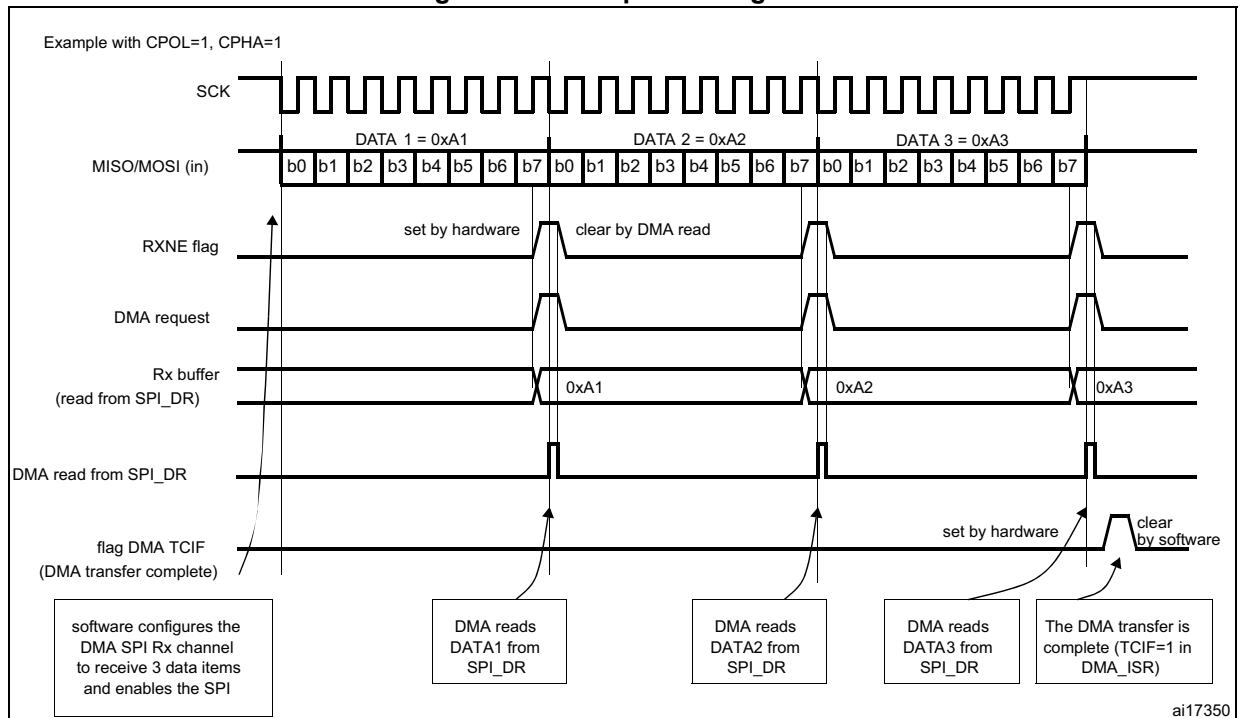 Example with CPOL=1, CPHA=1
SCK
DATA 1 = 0xA1
DATA 2 = 0xA2
DATA 3 = 0xA3
MISO/MOSI (in)
b0 b1 b2 b3 b4 b5 b6 b7 b0 b1 b2 b3 b4 b5 b6 b7 b0 b1 b2 b3 b4 b5 b6 b7
RXNE flag
set by hardware
clear by DMA read
DMA request
Rx buffer
(read from SPI_DR)
0xA1
0xA2
0xA3
DMA read from SPI_DR
flag DMA TCIF
(DMA transfer complete)
set by hardware
clear
by software
software configures the
DMA SPI Rx channel
to receive 3 data items
and enables the SPI
DMA reads
DATA1 from
SPI_DR
DMA reads
DATA2 from
SPI_DR
DMA reads
DATA3 from
SPI_DR
The DMA transfer is
complete (TCIF=1 in
DMA_ISR)
ai17350